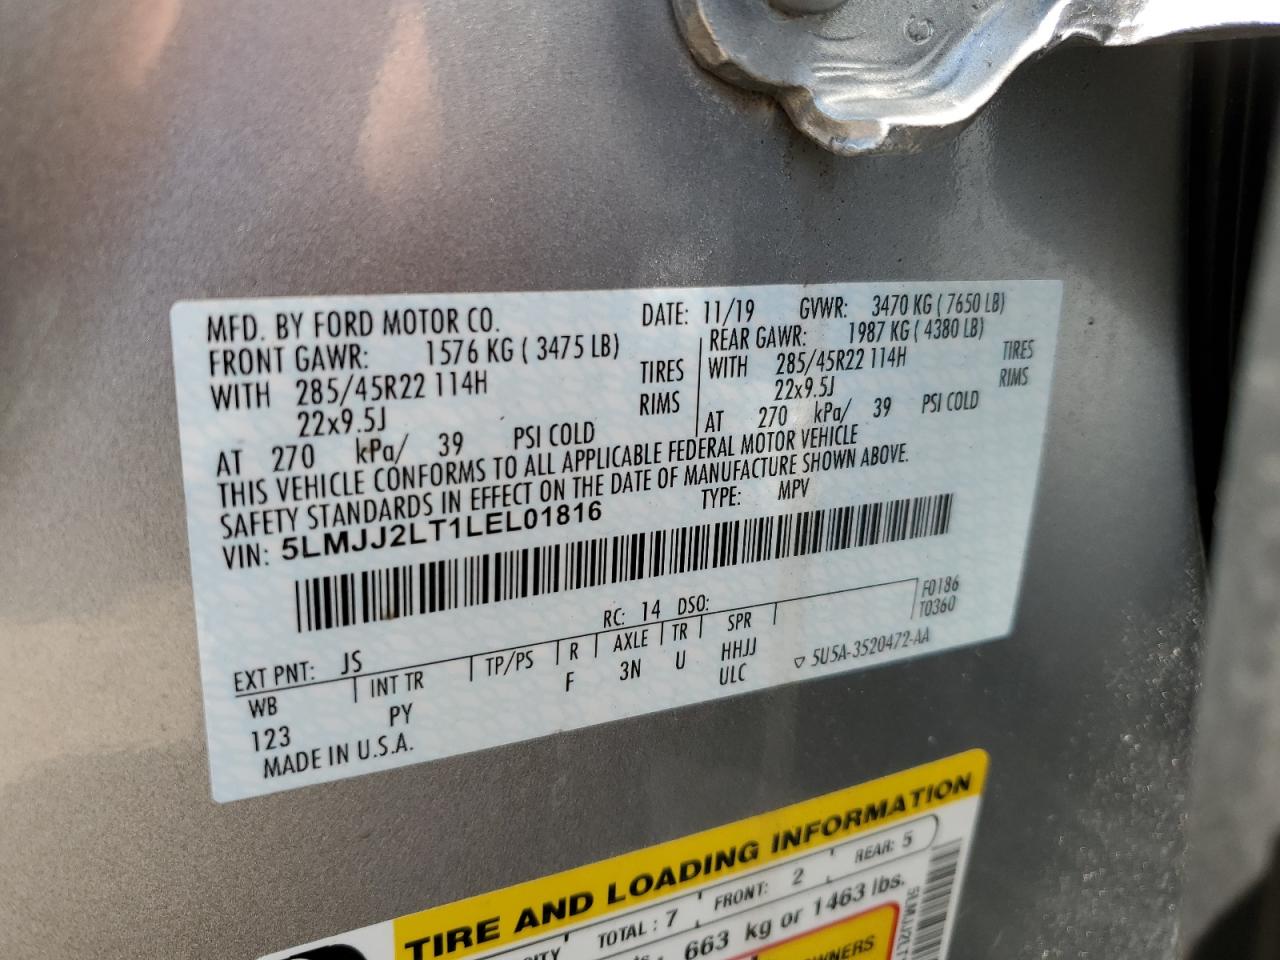 MFD. BY FORD MOTOR CO. DATE: 11/19 GVWR: 3470 KG ( 7650 LB)
FRONT GAWR: 1576 KG ( 3475 LB) REAR GAWR: 1987 KG ( 4380 LB)
WITH 285/45R22 114H TIRES WITH 285/45R22 114H TIRES
22x9.5J RIMS 22x9.5J RIMS
AT 270 kPa/ 39 PSI COLD AT 270 kPa/ 39 PSI COLD
THIS VEHICLE CONFORMS TO ALL APPLICABLE FEDERAL MOTOR VEHICLE
SAFETY STANDARDS IN EFFECT ON THE DATE OF MANUFACTURE SHOWN ABOVE.
VIN: 5LMJJ2LT1LEL01816 TYPE: MPV
F0186
T0360
EXT PNT: JS RC: 14 DSO:
WB INT TR TP/PS R AXLE TR SPR
123 PY F 3N U HHJJ
ULC
▽ 5U5A-3520472-AA
MADE IN U.S.A.
TIRE AND LOADING INFORMATION
TOTAL : 7 FRONT: 2 REAR: 5
663 kg or 1463 lbs.